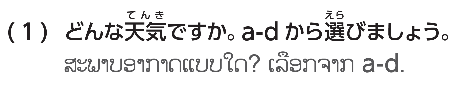 (1) どんな天気ですか。a-dから選びましょう。
ສະພາບອາກາດແບບໃດ? ເລືອກຈາກ a-d.